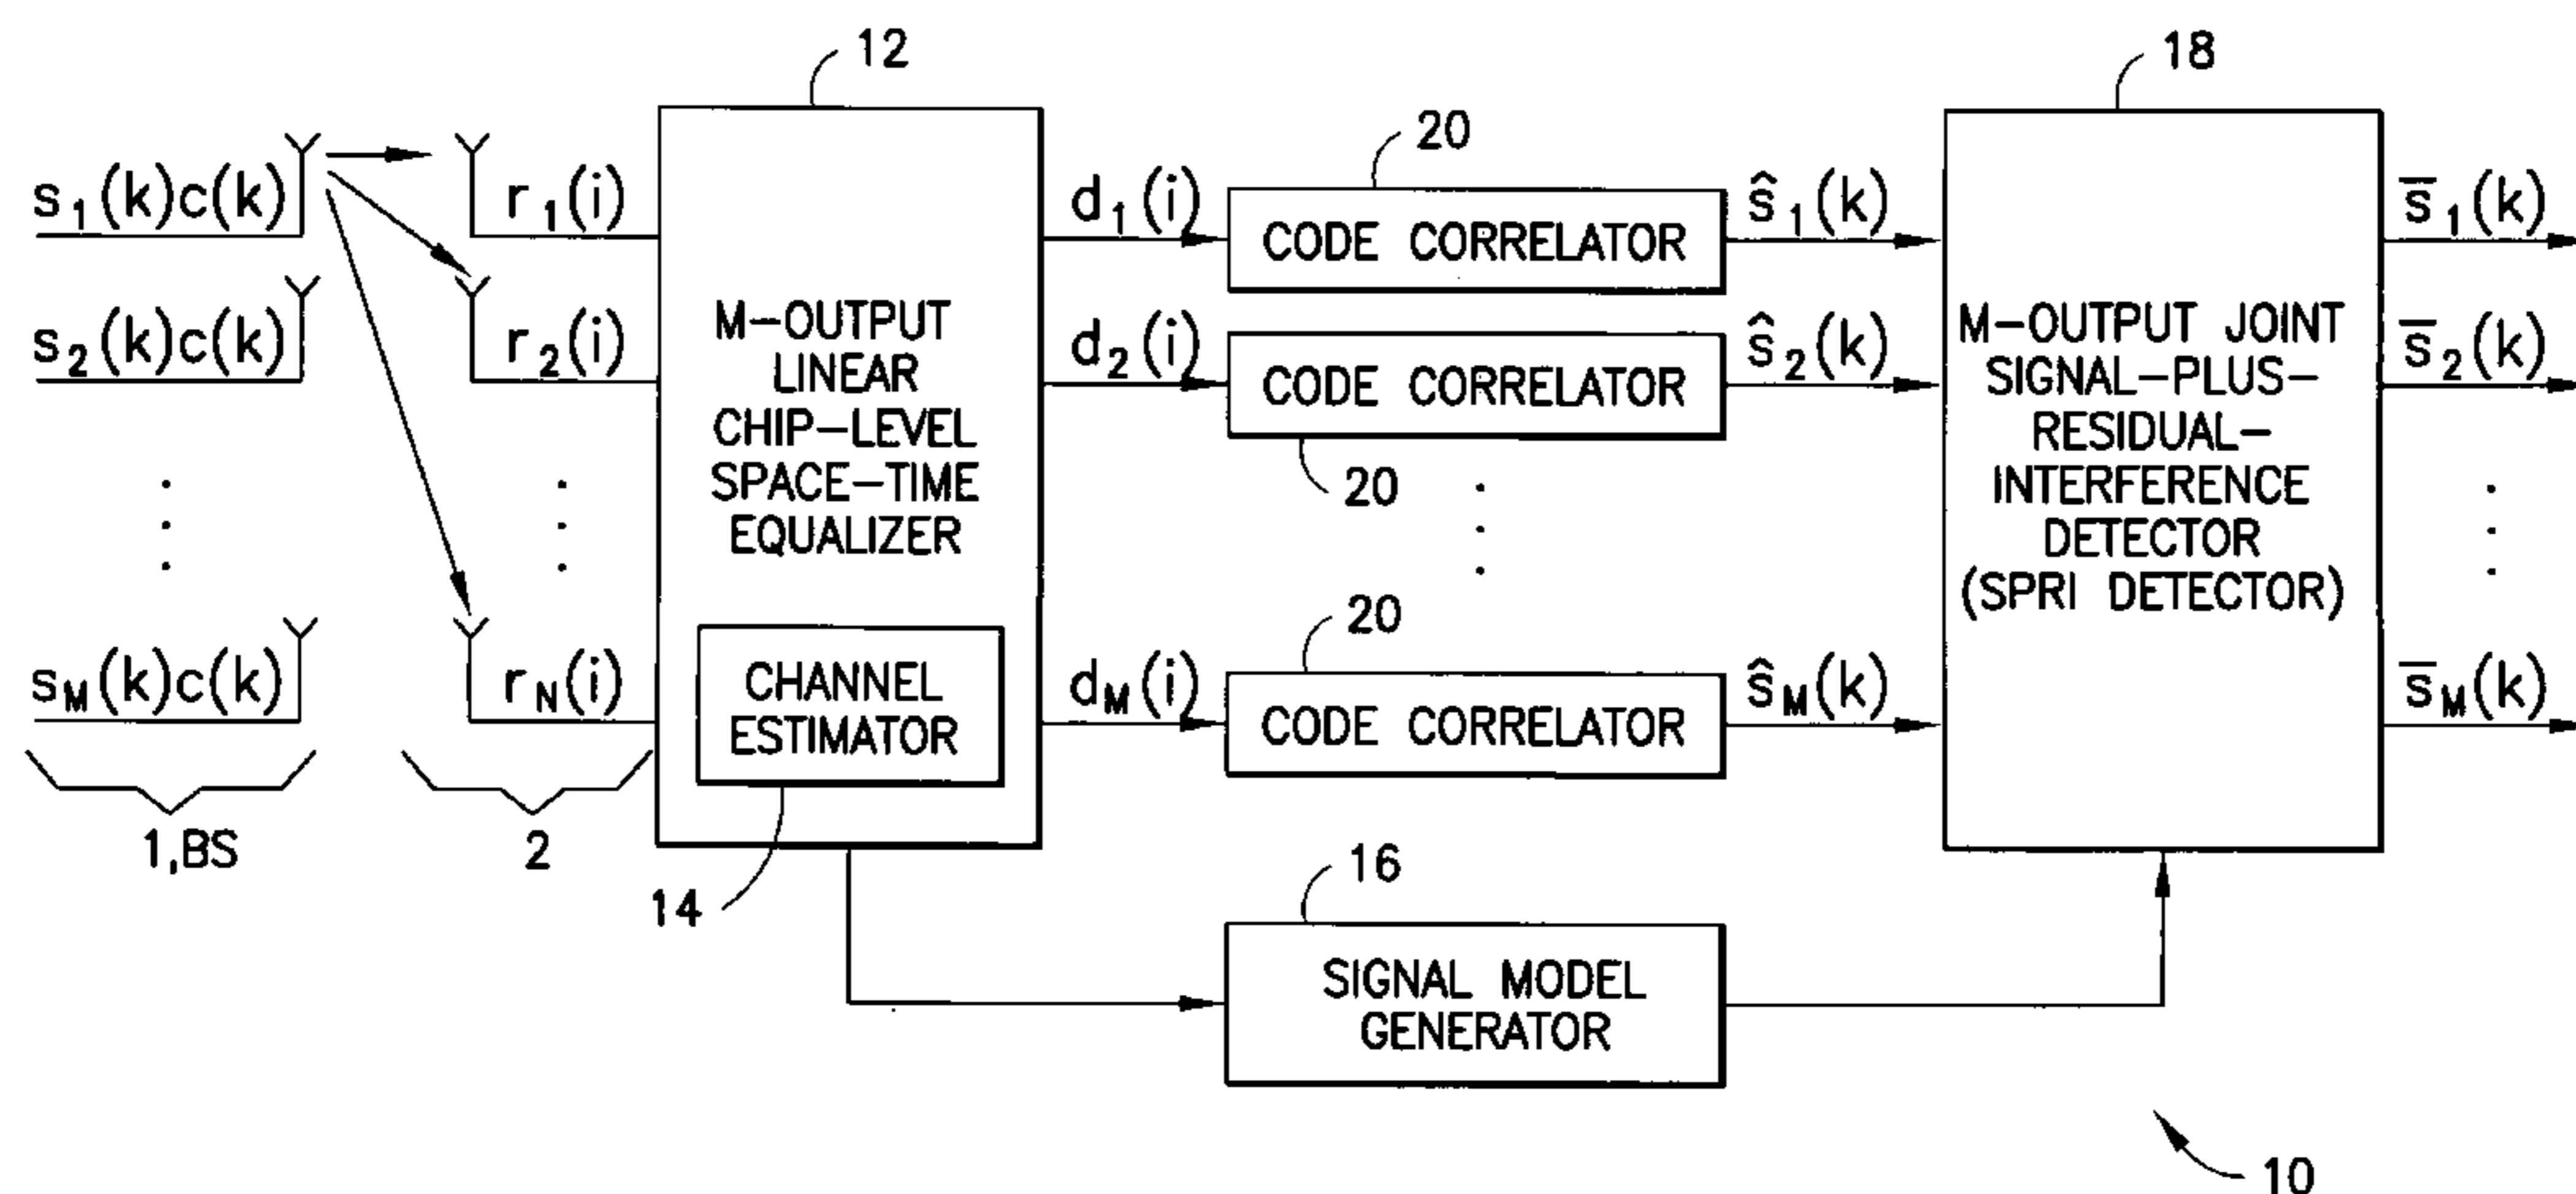 12
18
20
s₁(k)c(k)
r₁(i)
d₁(i)
CODE CORRELATOR
ŝ₁(k)
s̅₁(k)
s₂(k)c(k)
r₂(i)
M-OUTPUT
LINEAR
CHIP-LEVEL
SPACE-TIME
EQUALIZER
d₂(i)
CODE CORRELATOR
ŝ₂(k)
M-OUTPUT JOINT
SIGNAL-PLUS-
RESIDUAL-
INTERFERENCE
DETECTOR
(SPRI DETECTOR)
s̅₂(k)
20
20
s_M(k)c(k)
r_N(i)
CHANNEL
ESTIMATOR
d_M(i)
CODE CORRELATOR
ŝ_M(k)
s̅_M(k)
1,BS
2
14
16
SIGNAL MODEL
GENERATOR
10